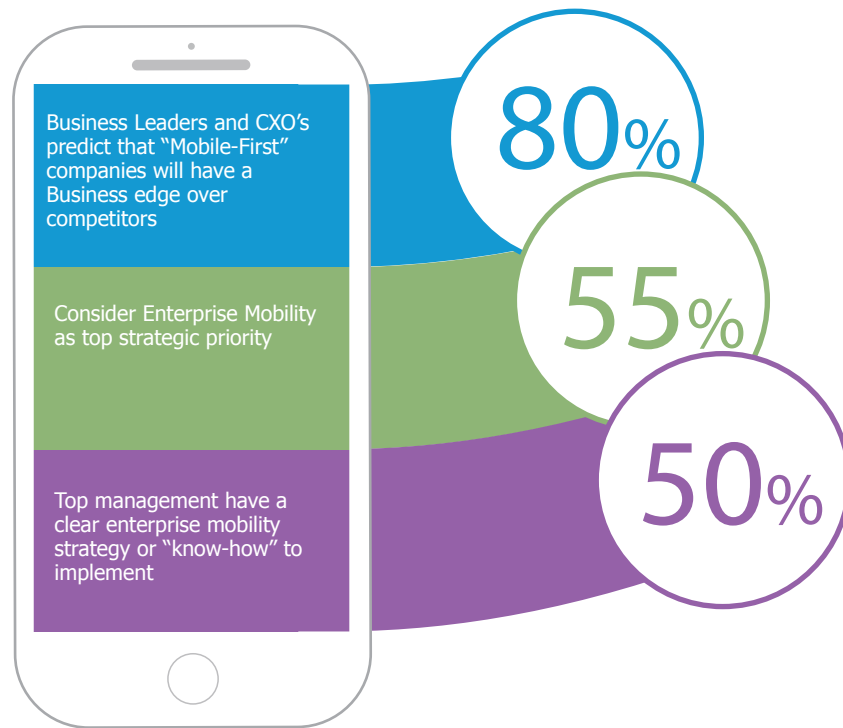 Business Leaders and CXO’s
predict that “Mobile-First”
companies will have a
Business edge over
competitors
80%
Consider Enterprise Mobility
as top strategic priority
55%
Top management have a
clear enterprise mobility
strategy or “know-how” to
implement
50%